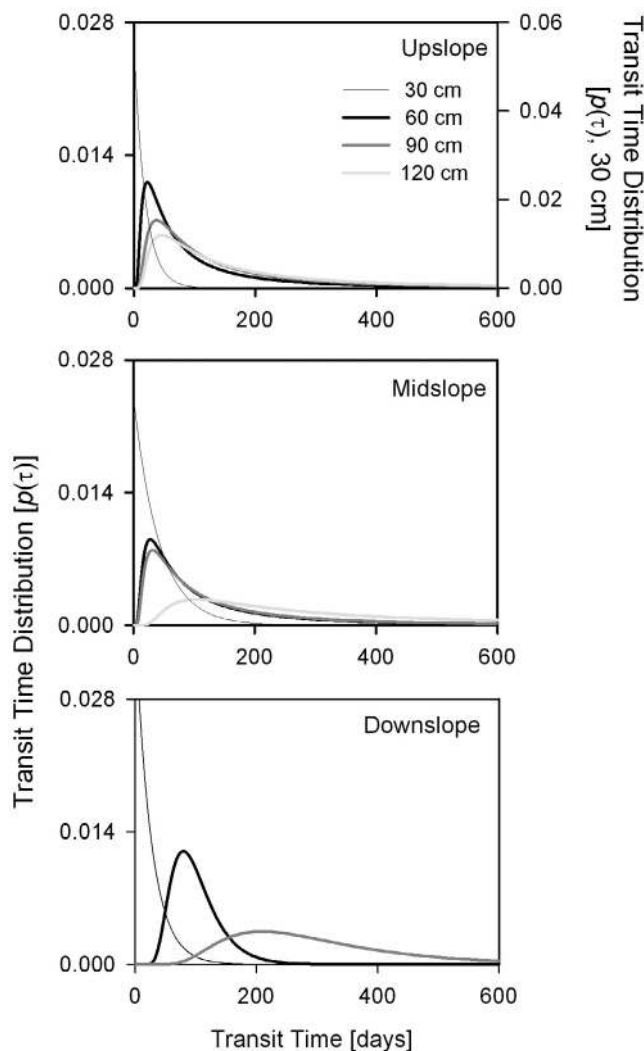 Transit Time Distribution [p(τ)]
0.028
0.014
0.000
Upslope
30 cm
60 cm
90 cm
120 cm
0.06
0.04
0.02
0.00
Transit Time Distribution
[p(τ), 30 cm]
0
200
400
600
0.028
0.014
0.000
Midslope
0
200
400
600
0.028
0.014
0.000
Downslope
0
200
400
600
Transit Time [days]